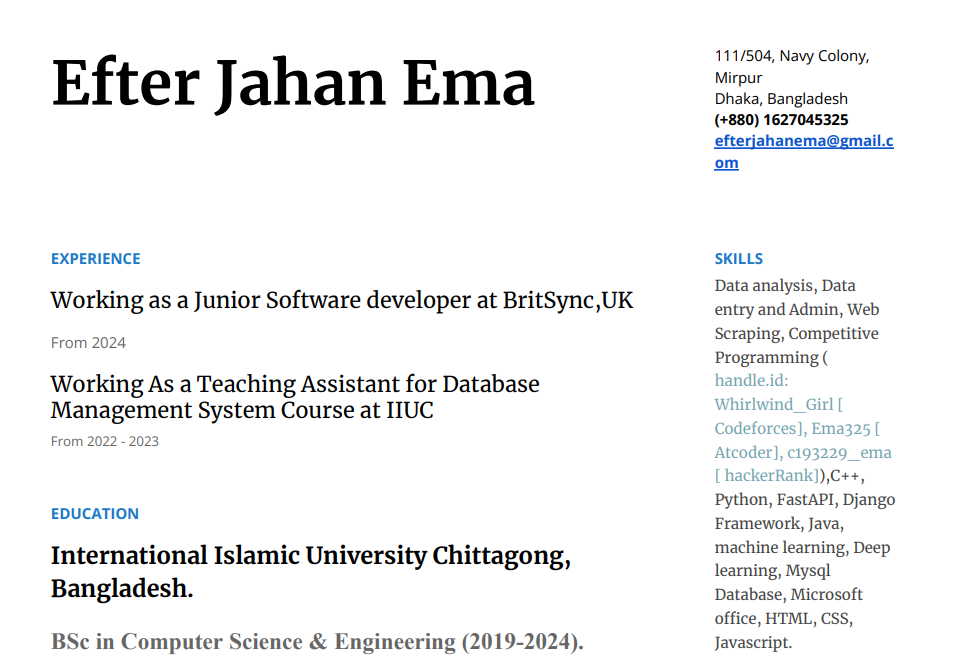 Efter Jahan Ema
111/504, Navy Colony,
Mirpur
Dhaka, Bangladesh
(+880) 1627045325
efterjahanema@gmail.c
om
EXPERIENCE
Working as a Junior Software developer at BritSync,UK
From 2024
Working As a Teaching Assistant for Database
Management System Course at IIUC
From 2022 - 2023
EDUCATION
International Islamic University Chittagong,
Bangladesh.
BSc in Computer Science & Engineering (2019-2024).
SKILLS
Data analysis, Data
entry and Admin, Web
Scraping, Competitive
Programming (
handle.id:
Whirlwind_Girl [
Codeforces], Ema325 [
Atcoder], c193229_ema
[ hackerRank]),C++,
Python, FastAPI, Django
Framework, Java,
machine learning, Deep
learning, Mysql
Database, Microsoft
office, HTML, CSS,
Javascript.